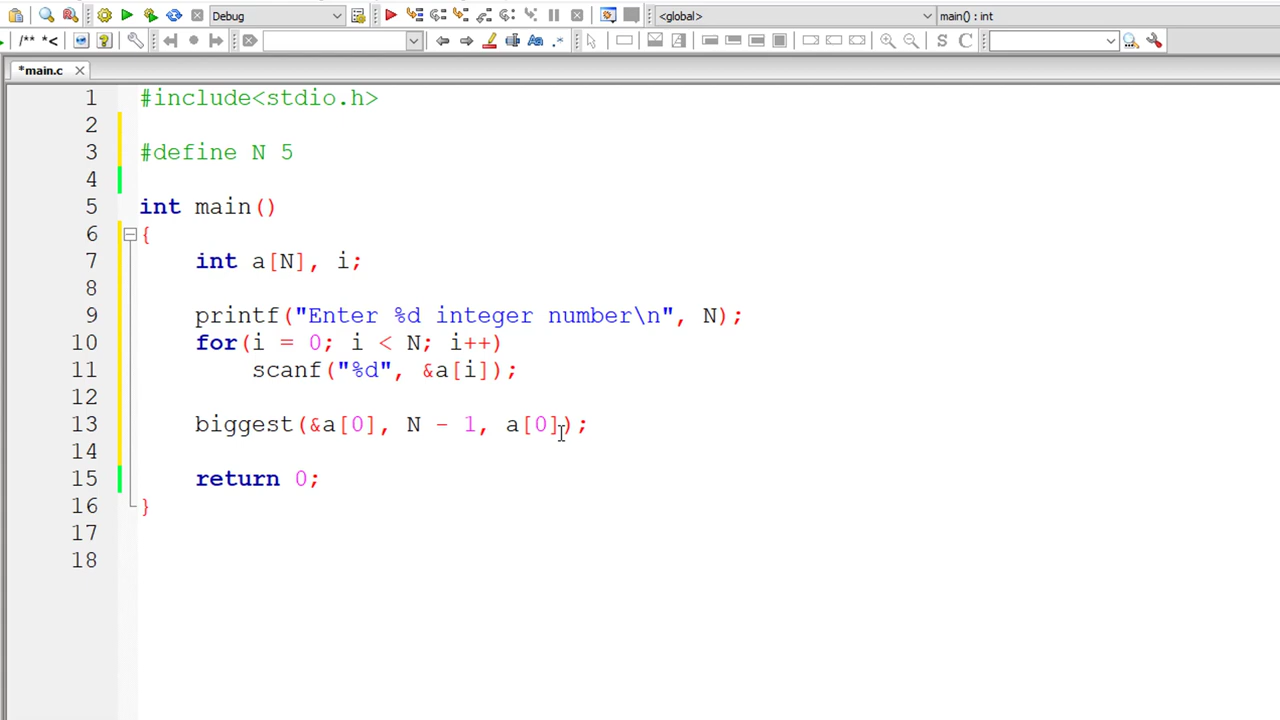 Debug <global> main() : int
/** *<
S C
*main.c
1 #include<stdio.h>
2
3 #define N 5
4
5 int main()
6 {
7 int a[N], i;
8
9 printf("Enter %d integer number\n", N);
10 for(i = 0; i < N; i++)
11 scanf("%d", &a[i]);
12
13 biggest(&a[0], N - 1, a[0]);
14
15 return 0;
16 }
17
18